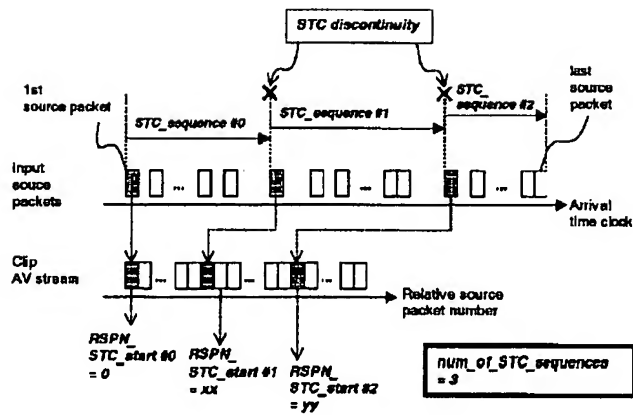 STC discontinuity
1st
source packet
STC_sequence #0
STC_sequence #1
STC_
sequence #2
last
source
packet
Input
souce
packets
...
...
...
Arrival
time clock
Clip
AV stream
...
...
...
Relative source
packet number
RSPN_
STC_start #0
= 0
RSPN_
STC_start #1
= xx
RSPN_
STC_start #2
= yy
num_of_STC_sequences
= 3